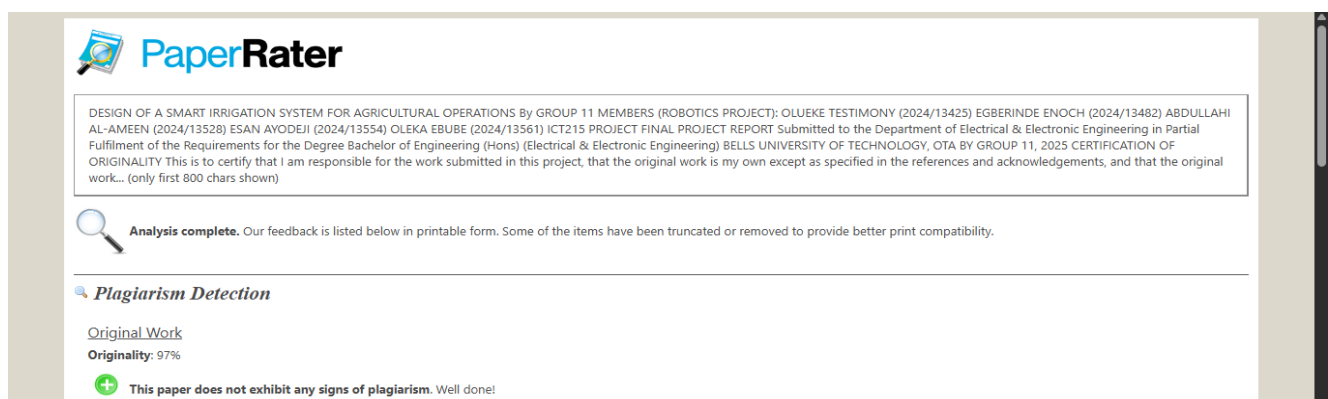 PaperRater
DESIGN OF A SMART IRRIGATION SYSTEM FOR AGRICULTURAL OPERATIONS By GROUP 11 MEMBERS (ROBOTICS PROJECT): OLUEKE TESTIMONY (2024/13425) EGBERINDE ENOCH (2024/13482) ABDULLAHI
AL-AMEEN (2024/13528) ESAN AYODEJI (2024/13554) OLEKA EBUBE (2024/13561) ICT215 PROJECT FINAL PROJECT REPORT Submitted to the Department of Electrical & Electronic Engineering in Partial
Fulfilment of the Requirements for the Degree Bachelor of Engineering (Hons) (Electrical & Electronic Engineering) BELLS UNIVERSITY OF TECHNOLOGY, OTA BY GROUP 11, 2025 CERTIFICATION OF
ORIGINALITY This is to certify that I am responsible for the work submitted in this project, that the original work is my own except as specified in the references and acknowledgements, and that the original
work... (only first 800 chars shown)
Analysis complete. Our feedback is listed below in printable form. Some of the items have been truncated or removed to provide better print compatibility.
Plagiarism Detection
Original Work
Originality: 97%
This paper does not exhibit any signs of plagiarism. Well done!